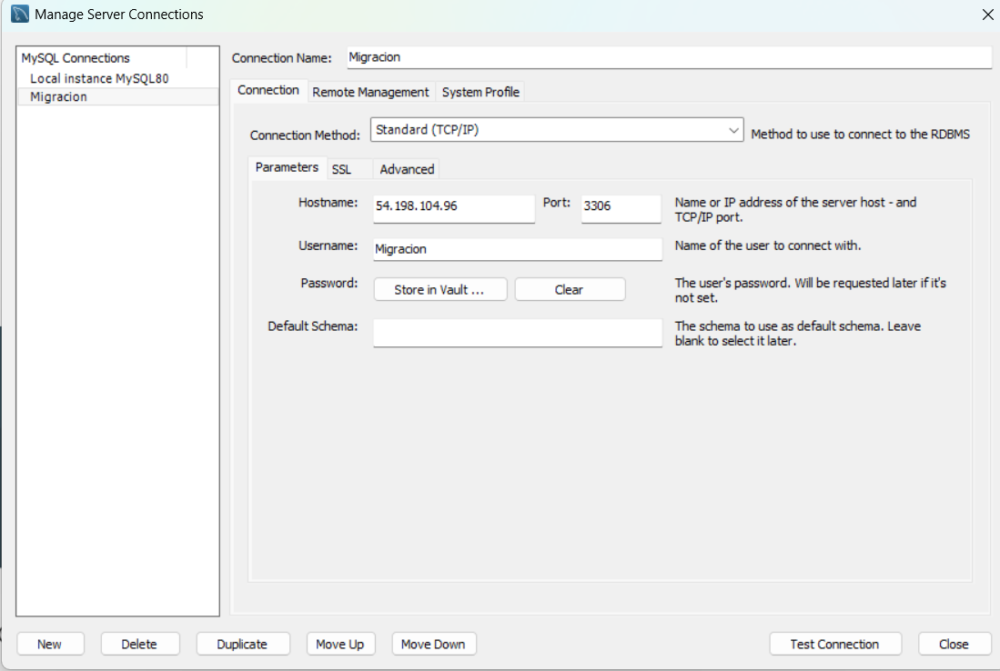 Manage Server Connections
MySQL Connections
Local instance MySQL80
Migracion
Connection Name: Migracion
Connection Remote Management System Profile
Connection Method: Standard (TCP/IP) Method to use to connect to the RDBMS
Parameters SSL Advanced
Hostname: 54.198.104.96 Port: 3306 Name or IP address of the server host - and
TCP/IP port.
Username: Migracion Name of the user to connect with.
Password: Store in Vault ... Clear The user's password. Will be requested later if it's
not set.
Default Schema: The schema to use as default schema. Leave
blank to select it later.
New Delete Duplicate Move Up Move Down Test Connection Close